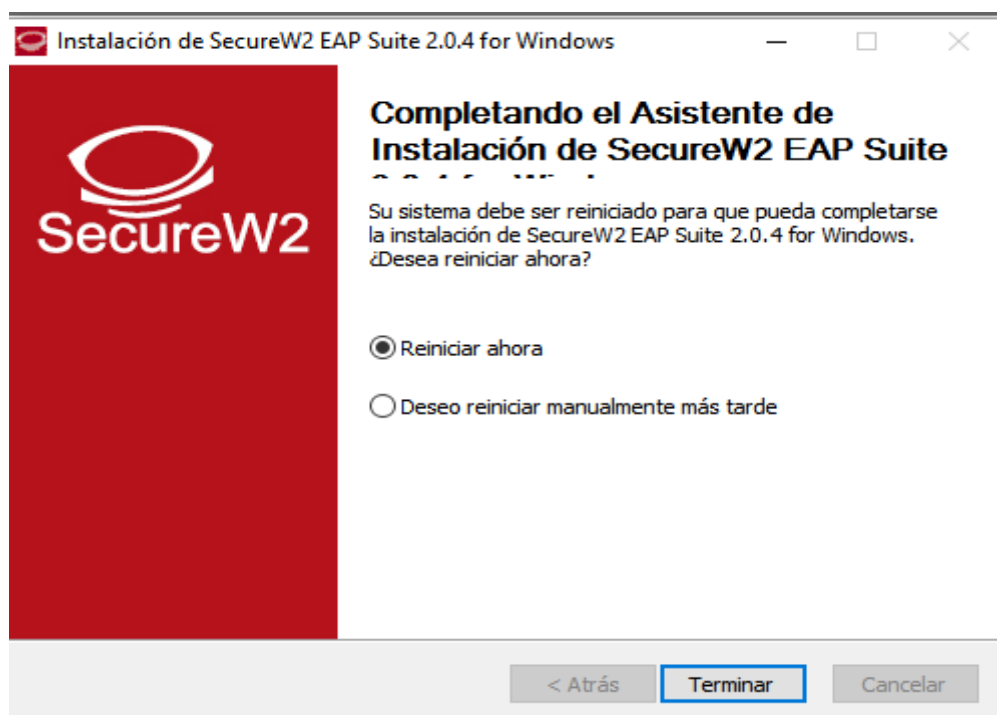 Instalación de SecureW2 EAP Suite 2.0.4 for Windows
SecureW2
Completando el Asistente de
Instalación de SecureW2 EAP Suite
Su sistema debe ser reiniciado para que pueda completarse
la instalación de SecureW2 EAP Suite 2.0.4 for Windows.
¿Desea reiniciar ahora?
Reiniciar ahora
Deseo reiniciar manualmente más tarde
< Atrás
Terminar
Cancelar